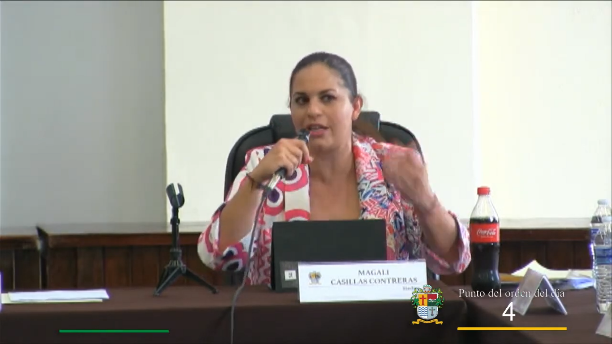 MAGALI
CASILLAS CONTRERAS
Coca-Cola
Punto del orden del día
4